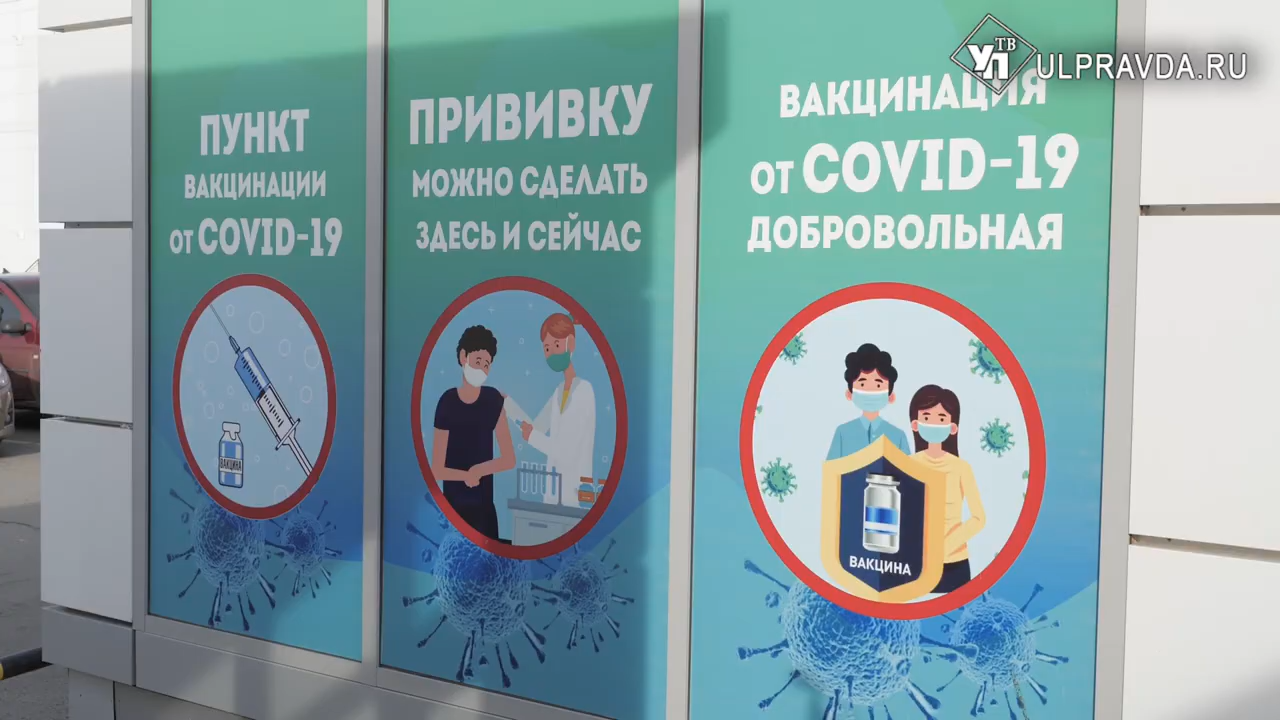 УП ТВ ULPRAVDA.RU
ПУНКТ
ВАКЦИНАЦИИ
ОТ COVID-19
ВАКЦИНА
ПРИВИВКУ
МОЖНО СДЕЛАТЬ
ЗДЕСЬ И СЕЙЧАС
ВАКЦИНАЦИЯ
ОТ COVID-19
ДОБРОВОЛЬНАЯ
ВАКЦИНА